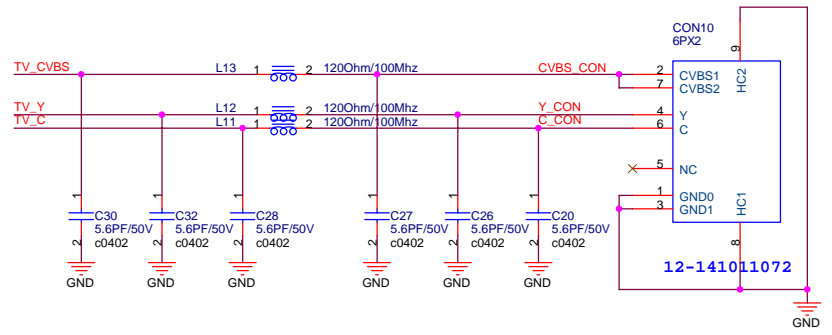 CON10
6PX2
9
HC2
TV_CVBS
L13
1
2
120Ohm/100Mhz
CVBS_CON
2
CVBS1
7
CVBS2
TV_Y
L12
1
2
120Ohm/100Mhz
Y_CON
4
Y
TV_C
L11
1
2
120Ohm/100Mhz
C_CON
6
C
5
NC
1
GND0
3
GND1
HC1
8
1
C30
5.6PF/50V
c0402
2
GND
1
C32
5.6PF/50V
c0402
2
GND
1
C28
5.6PF/50V
c0402
2
GND
1
C27
5.6PF/50V
c0402
2
GND
1
C26
5.6PF/50V
c0402
2
GND
1
C20
5.6PF/50V
c0402
2
GND
12-141011072
GND